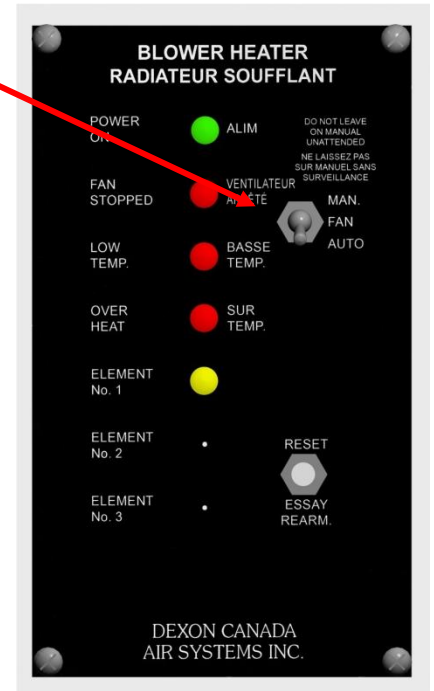 BLOWER HEATER
RADIATEUR SOUFFLANT
POWER
ON
ALIM
DO NOT LEAVE
ON MANUAL
UNATTENDED
NE LAISSEZ PAS
SUR MANUEL SANS
SURVEILLANCE
FAN
STOPPED
VENTILATEUR
ARRÊTÉ
MAN.
FAN
AUTO
LOW
TEMP.
BASSE
TEMP.
OVER
HEAT
SUR
TEMP.
ELEMENT
No. 1
ELEMENT
No. 2
RESET
ELEMENT
No. 3
ESSAY
REARM.
DEXON CANADA
AIR SYSTEMS INC.